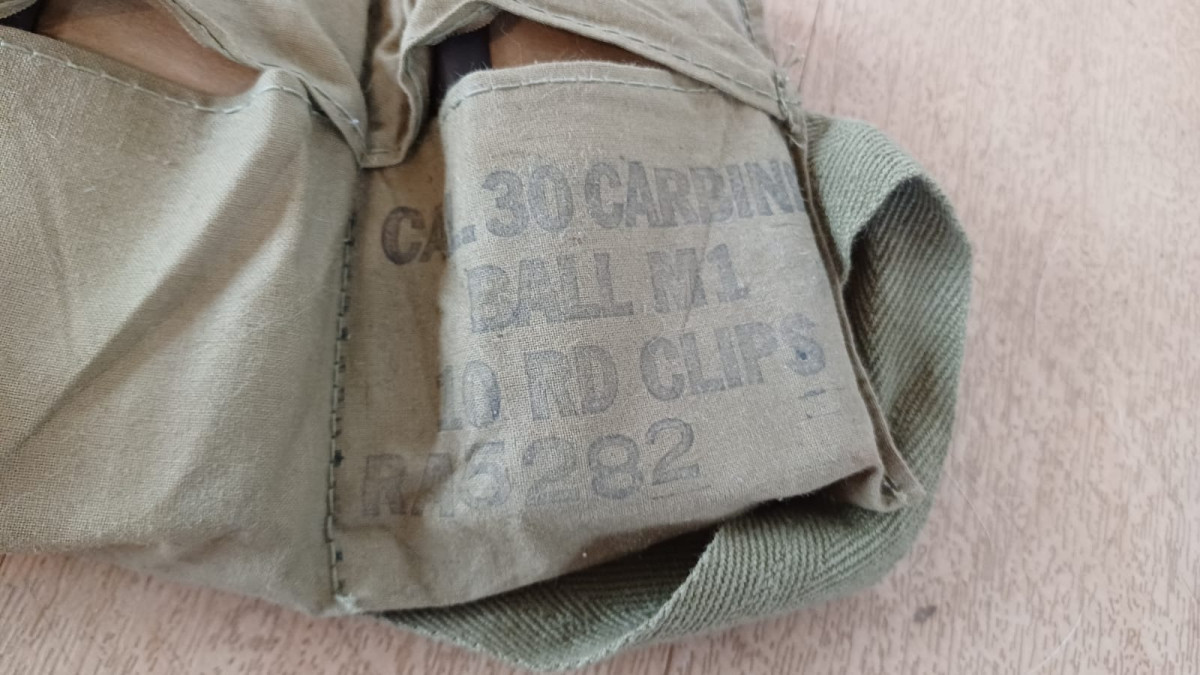 CAL.30 CARBINE
BALL M1
10 RD CLIPS
RA5282